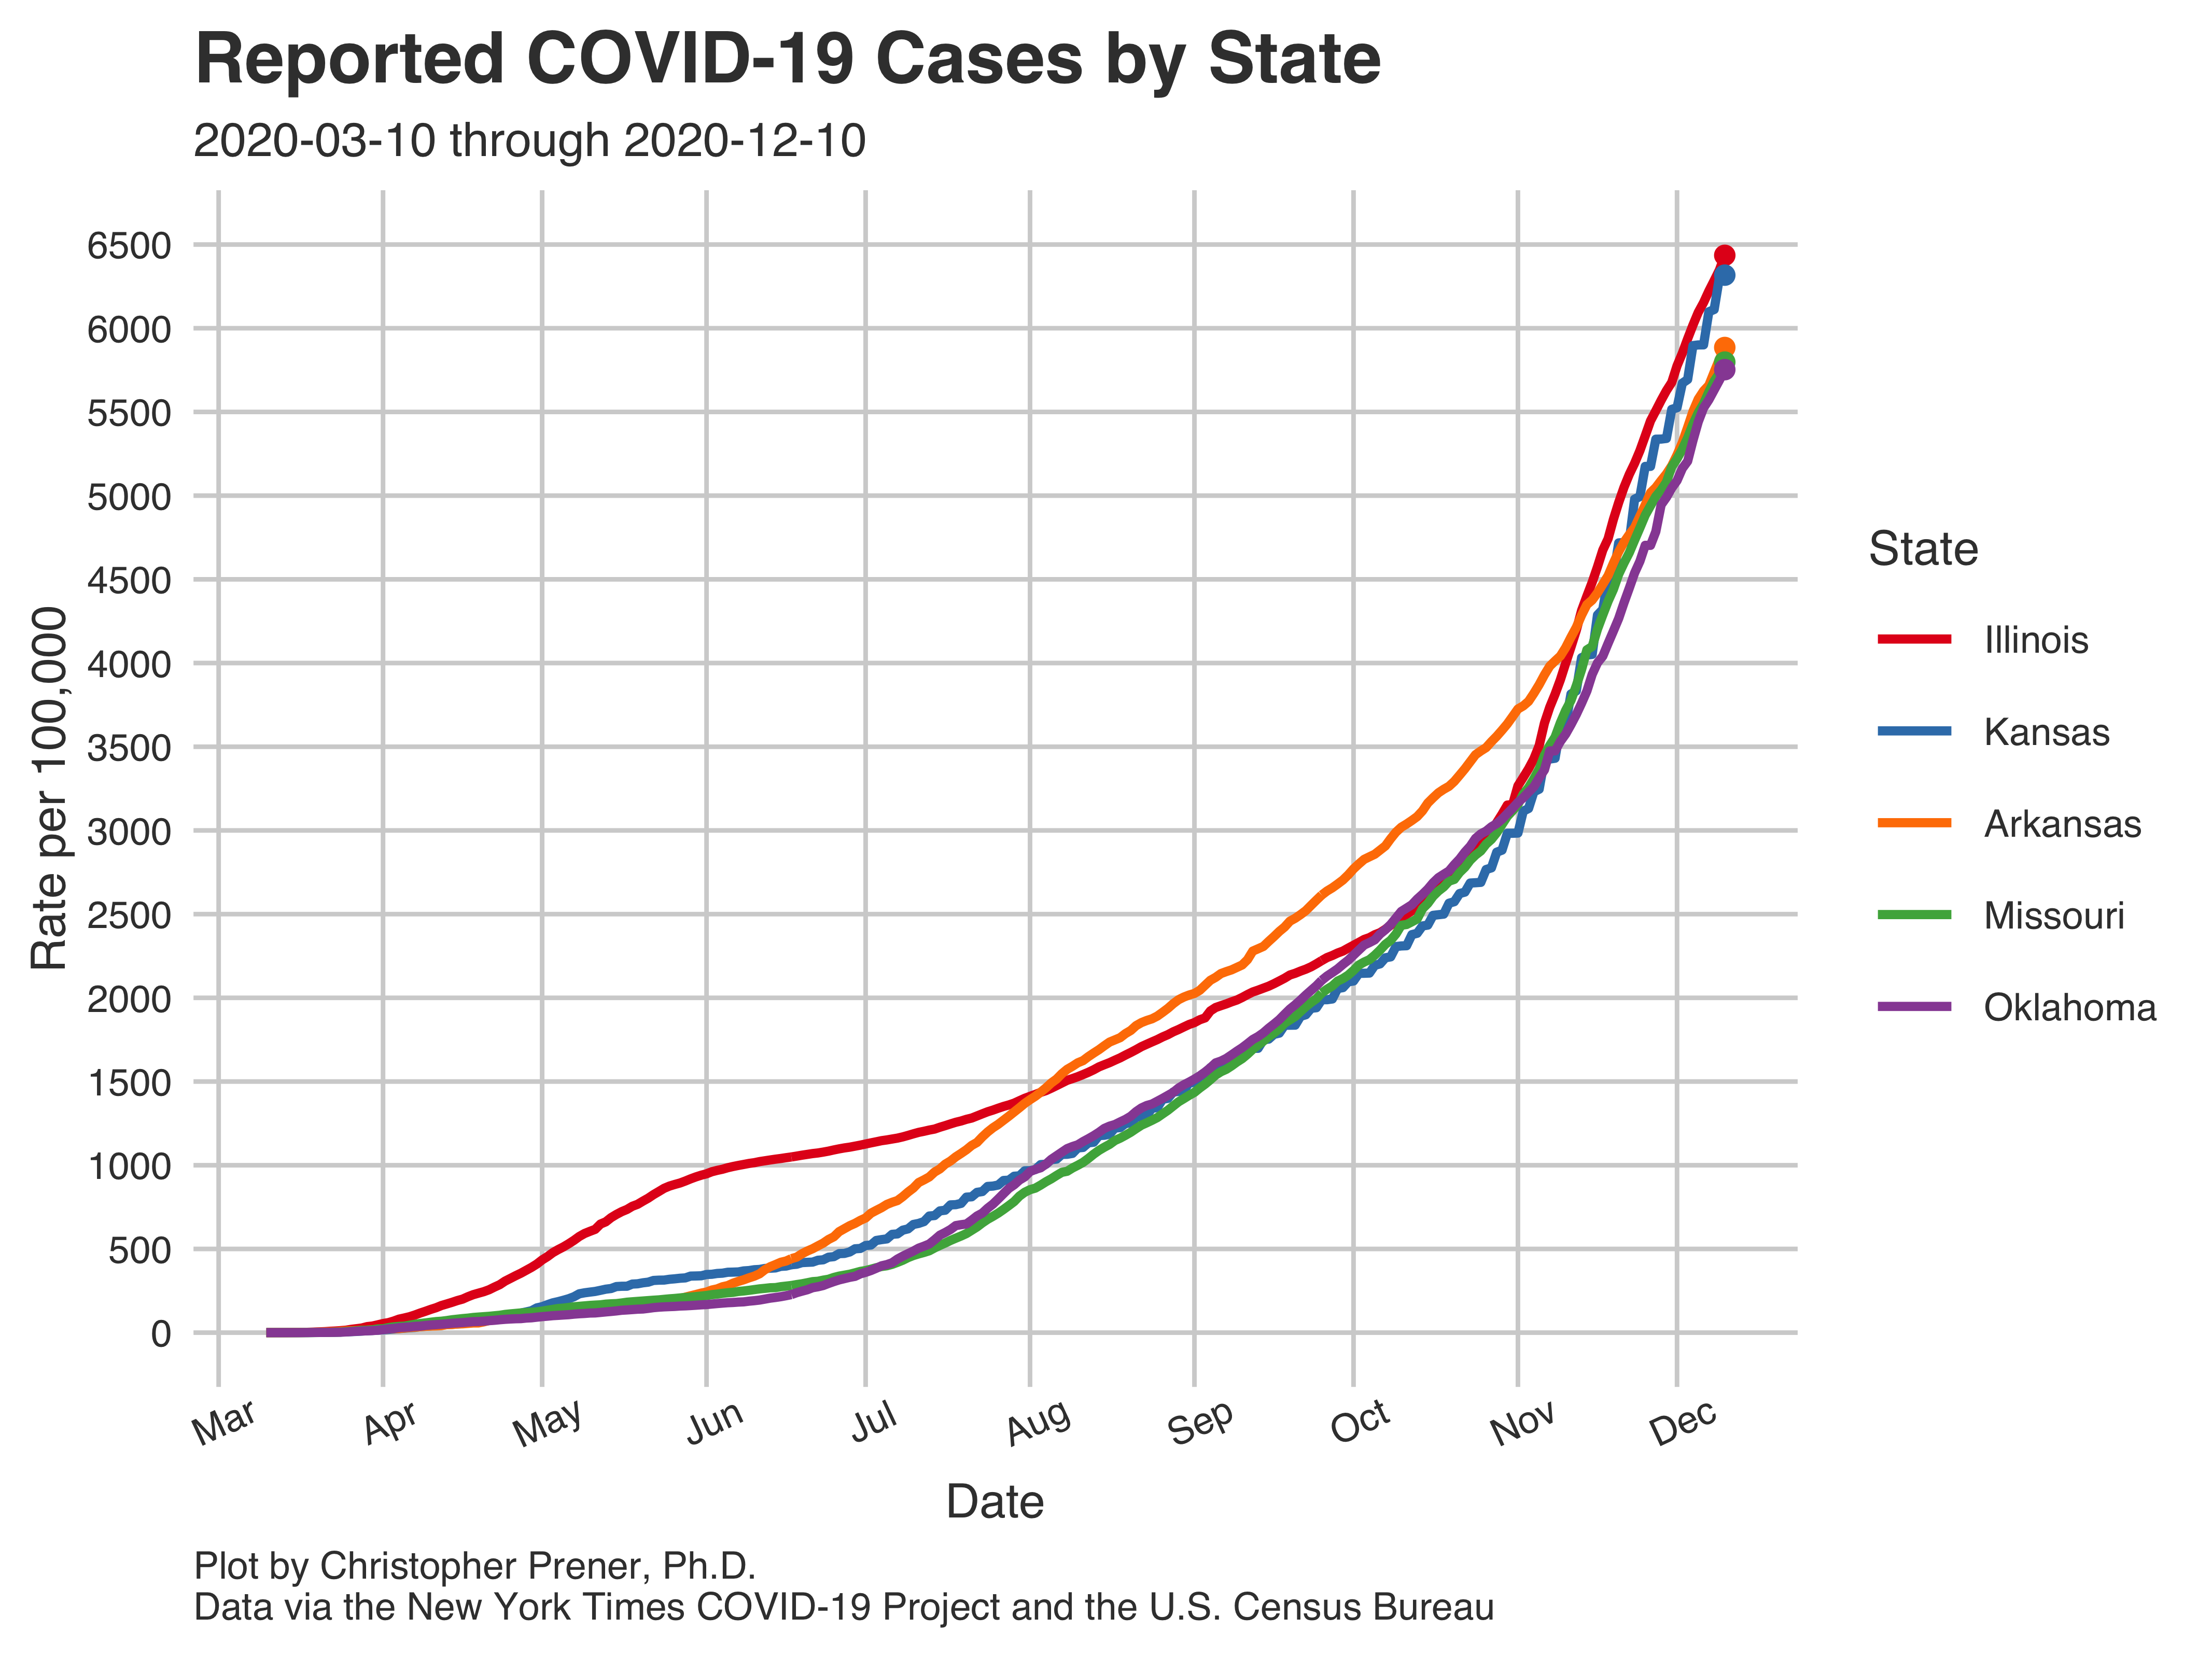 Reported COVID-19 Cases by State
2020-03-10 through 2020-12-10
6500
6000
5500
5000
4500
4000
3500
3000
2500
2000
1500
1000
500
0
Rate per 100,000
Mar
Apr
May
Jun
Jul
Aug
Sep
Oct
Nov
Dec
Date
State
Illinois
Kansas
Arkansas
Missouri
Oklahoma
Plot by Christopher Prener, Ph.D.
Data via the New York Times COVID-19 Project and the U.S. Census Bureau